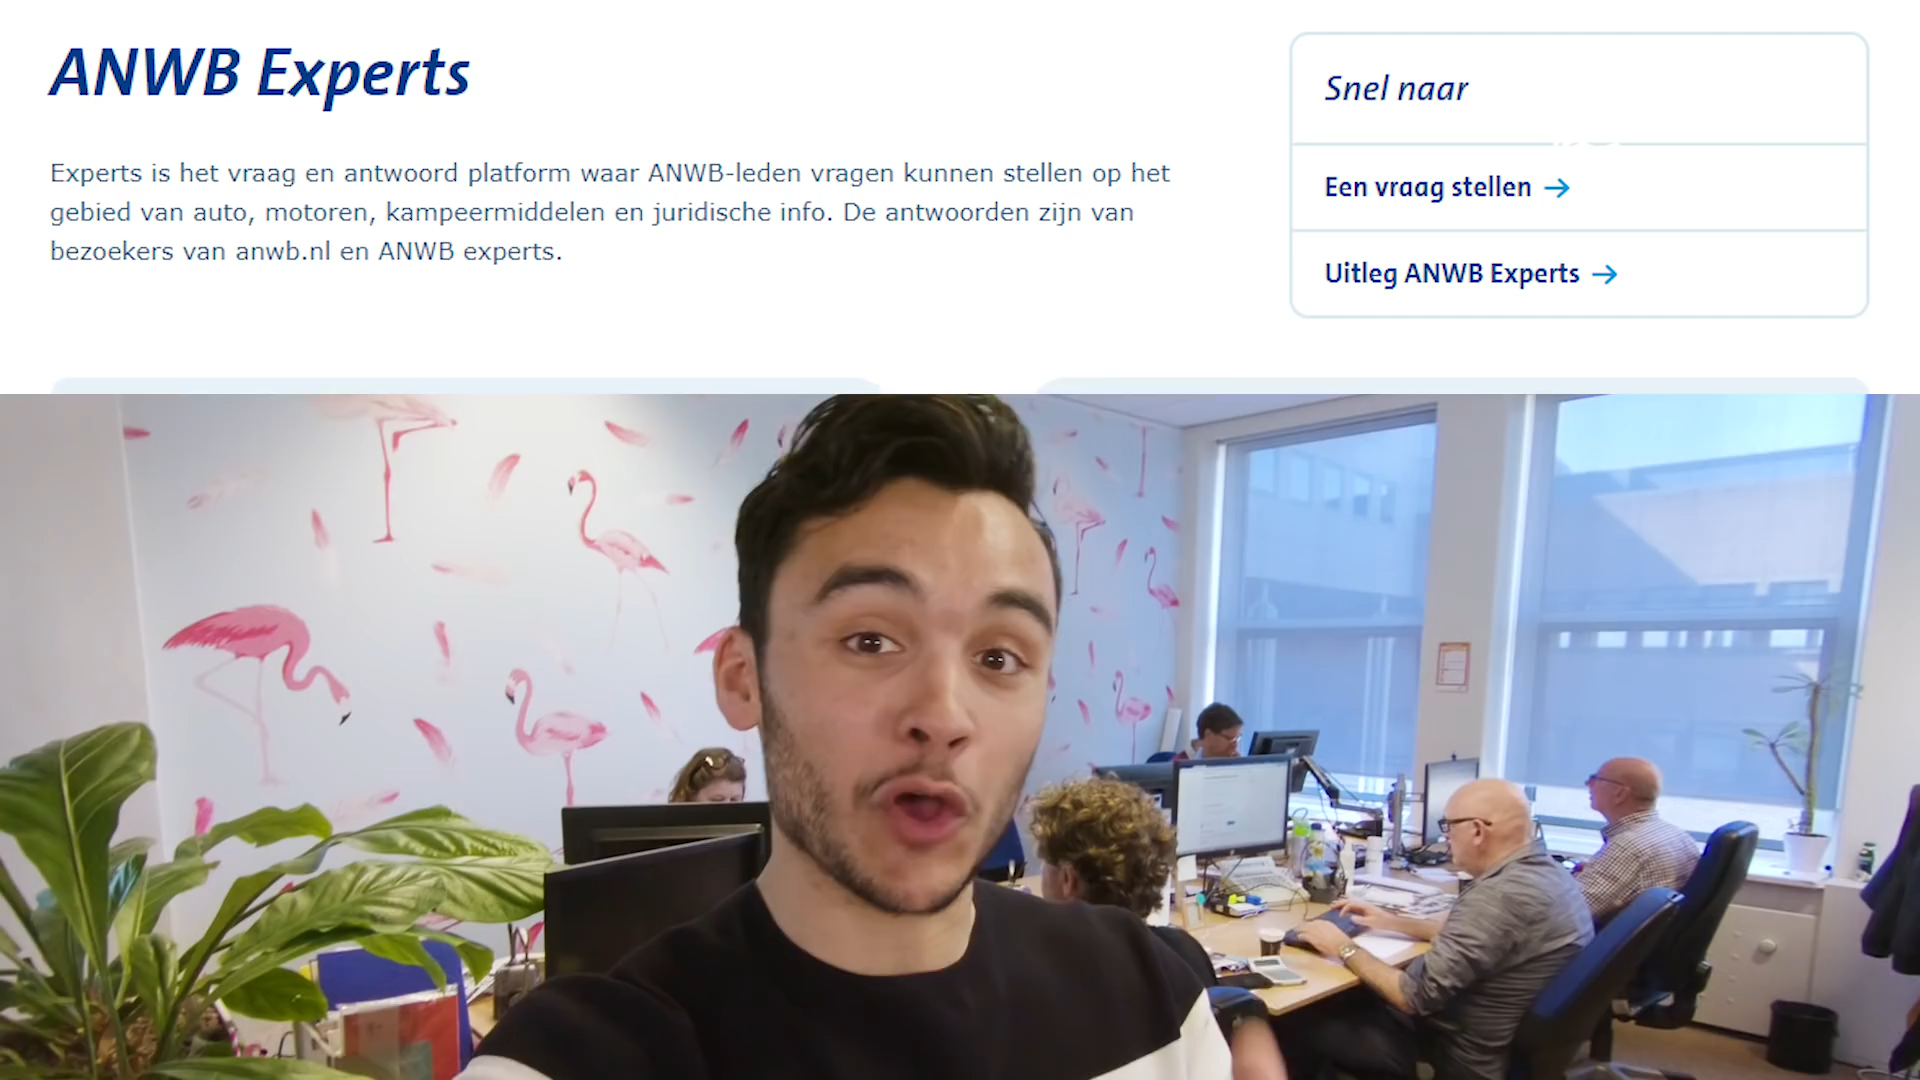 ANWB Experts
Experts is het vraag en antwoord platform waar ANWB-leden vragen kunnen stellen op het
gebied van auto, motoren, kampeermiddelen en juridische info. De antwoorden zijn van
bezoekers van anwb.nl en ANWB experts.
Snel naar
Een vraag stellen
Uitleg ANWB Experts